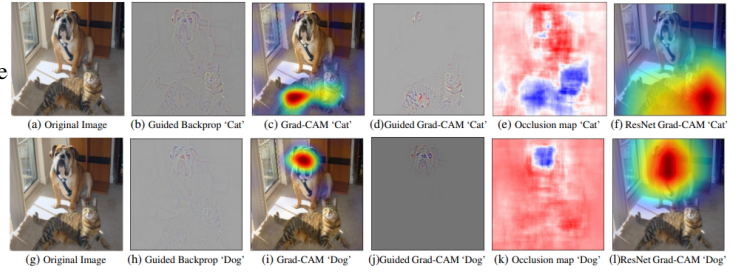 e
(a) Original Image (b) Guided Backprop ‘Cat’ (c) Grad-CAM ‘Cat’ (d)Guided Grad-CAM ‘Cat’ (e) Occlusion map ‘Cat’ (f) ResNet Grad-CAM ‘Cat’
(g) Original Image (h) Guided Backprop ‘Dog’ (i) Grad-CAM ‘Dog’ (j)Guided Grad-CAM ‘Dog’ (k) Occlusion map ‘Dog’ (l)ResNet Grad-CAM ‘Dog’